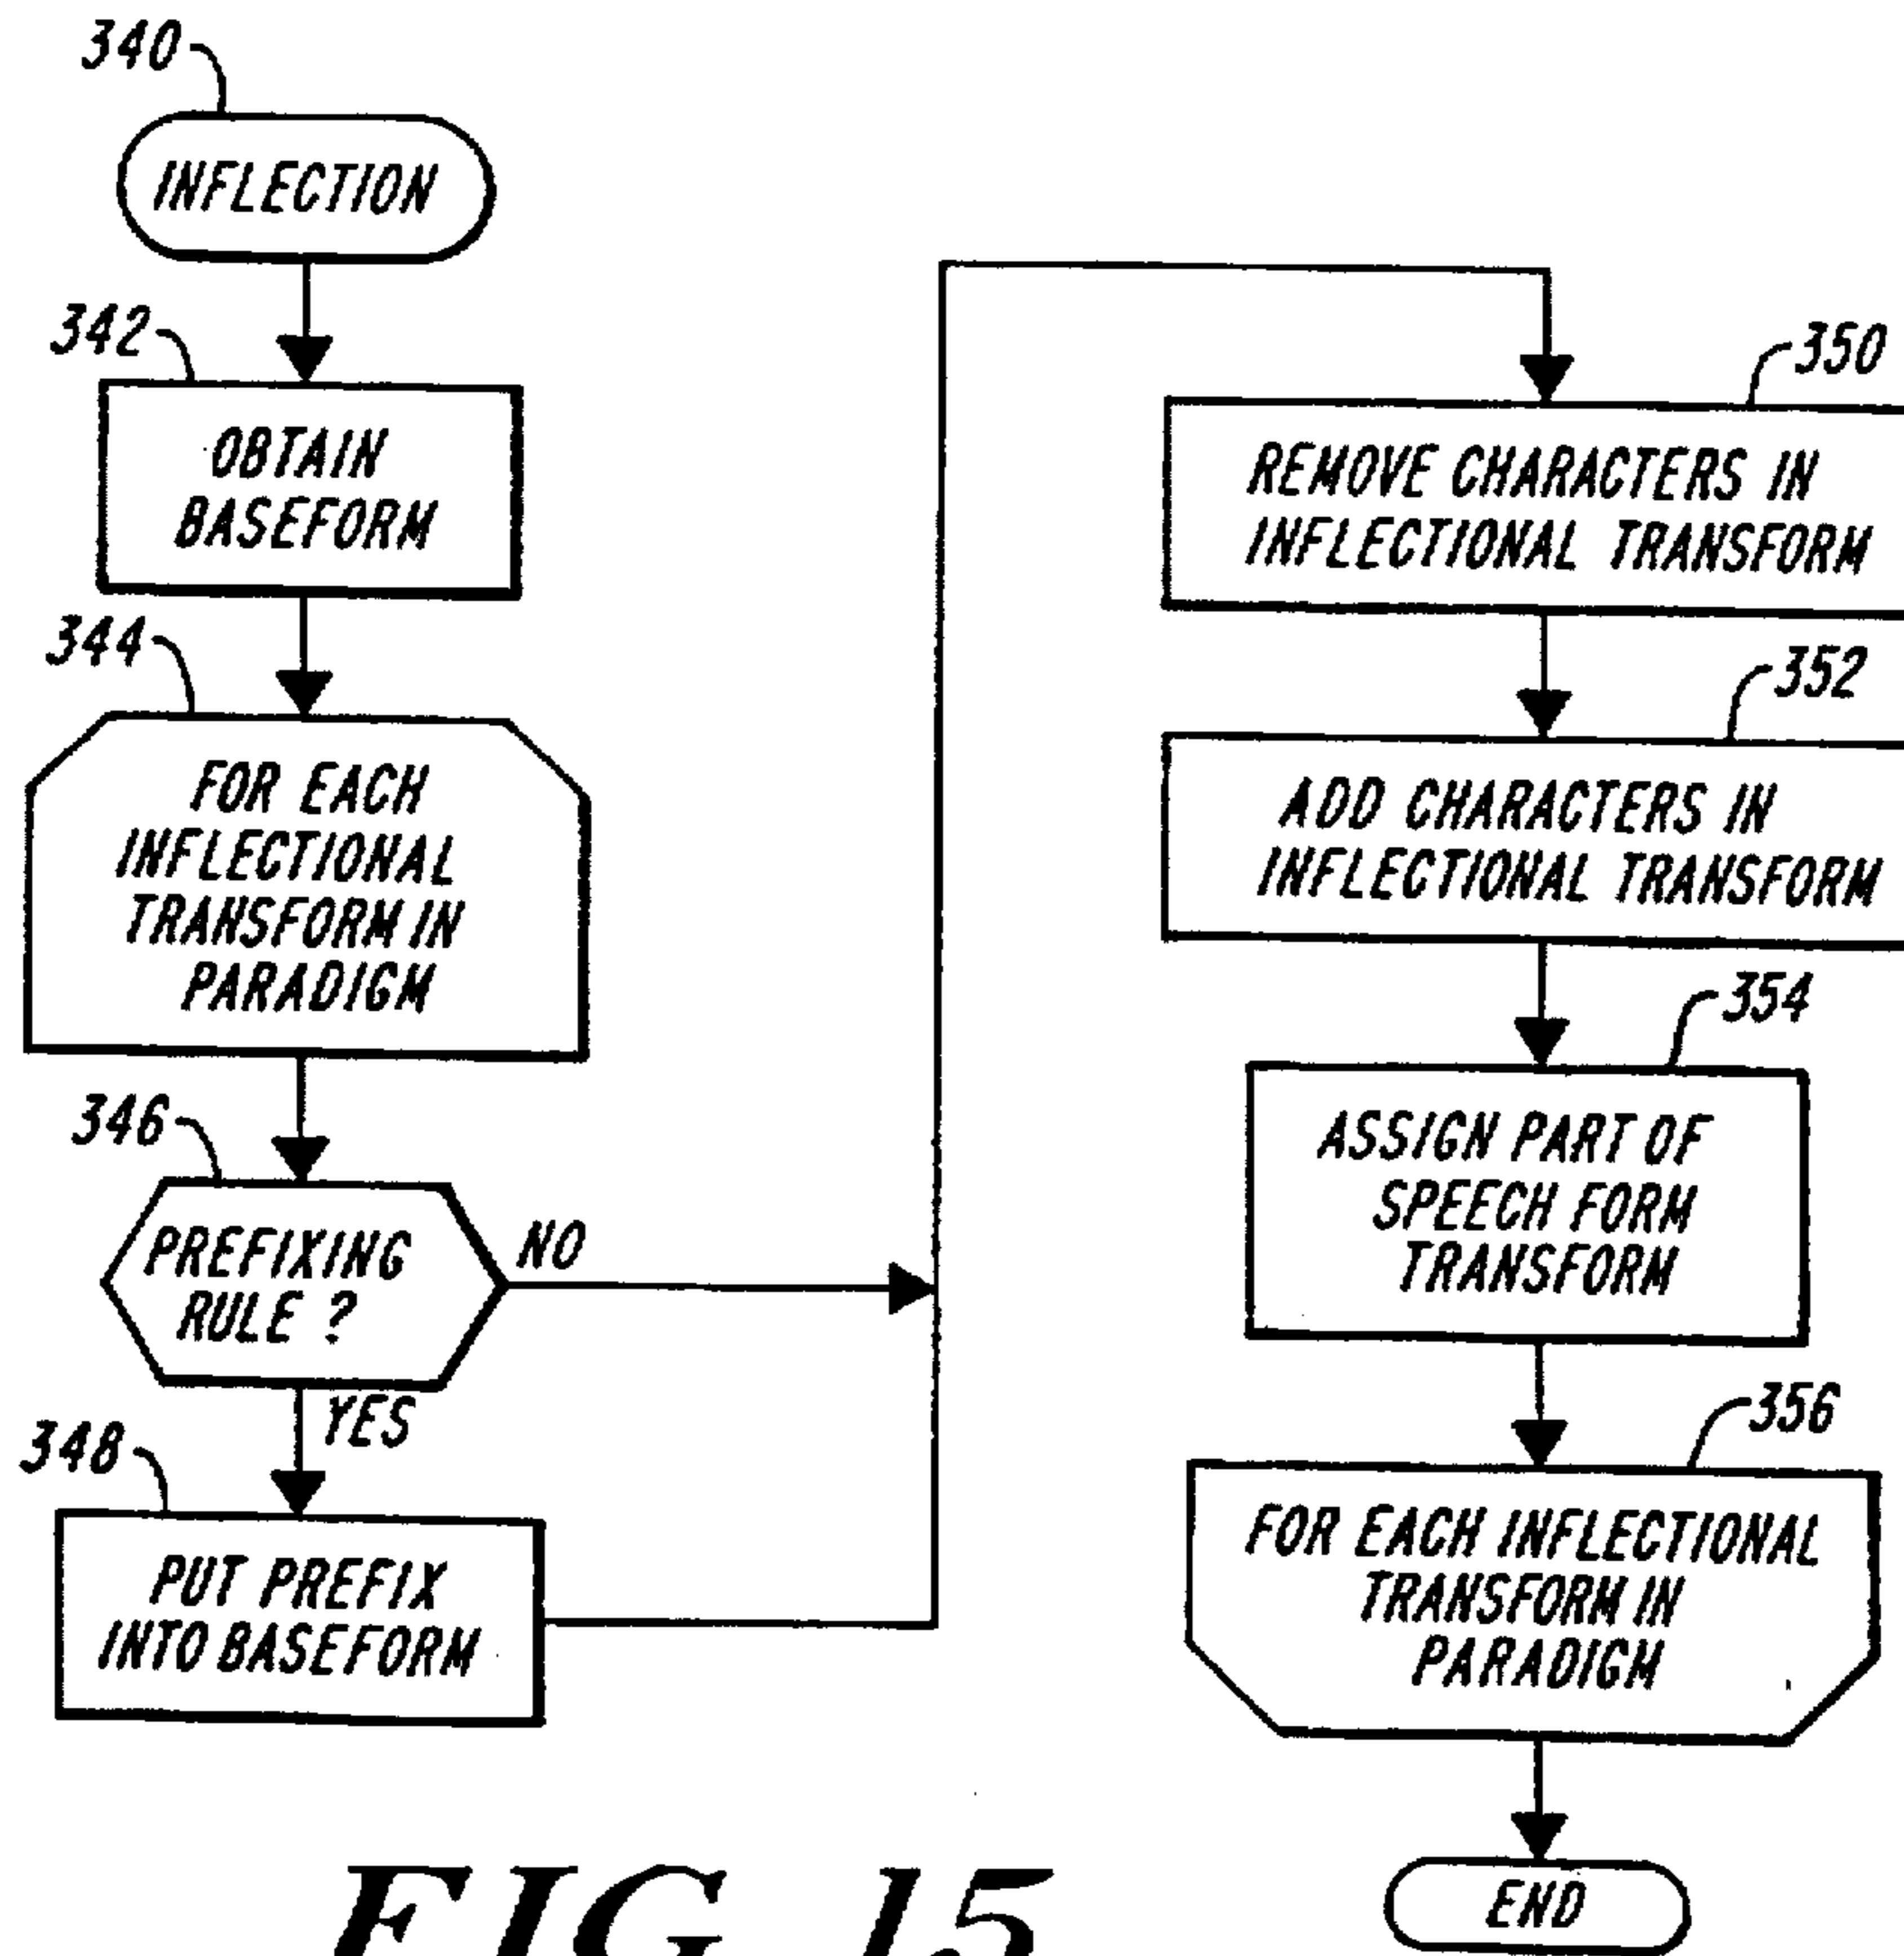 340
INFLECTION
342
OBTAIN
BASEFORM
344
FOR EACH
INFLECTIONAL
TRANSFORM IN
PARADIGM
346
PREFIXING
RULE ?
NO
YES
348
PUT PREFIX
INTO BASEFORM
350
REMOVE CHARACTERS IN
INFLECTIONAL TRANSFORM
352
ADD CHARACTERS IN
INFLECTIONAL TRANSFORM
354
ASSIGN PART OF
SPEECH FORM
TRANSFORM
356
FOR EACH INFLECTIONAL
TRANSFORM IN
PARADIGM
END
FIG. 15